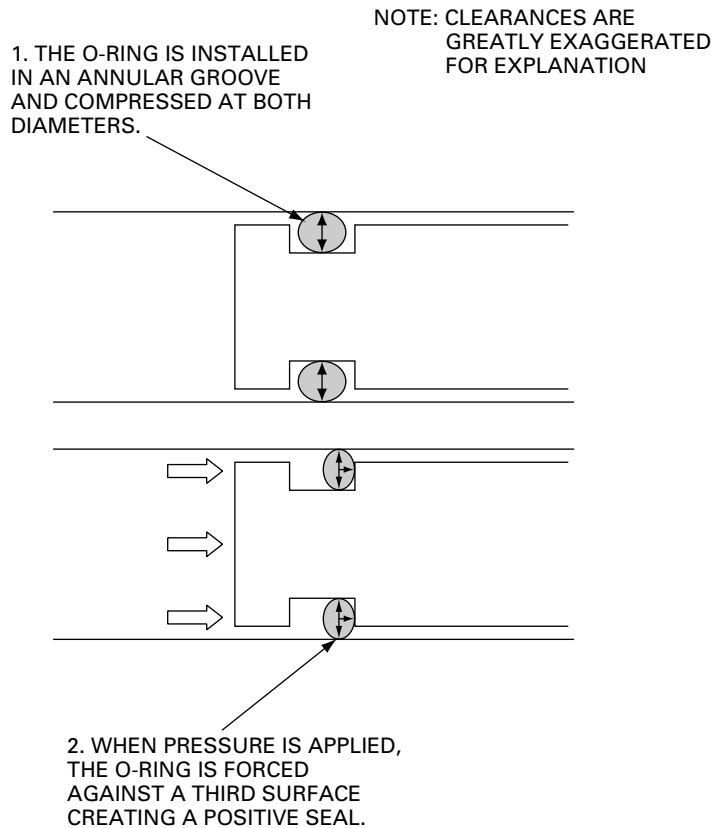 NOTE: CLEARANCES ARE
GREATLY EXAGGERATED
FOR EXPLANATION
1. THE O-RING IS INSTALLED
IN AN ANNULAR GROOVE
AND COMPRESSED AT BOTH
DIAMETERS.
2. WHEN PRESSURE IS APPLIED,
THE O-RING IS FORCED
AGAINST A THIRD SURFACE
CREATING A POSITIVE SEAL.